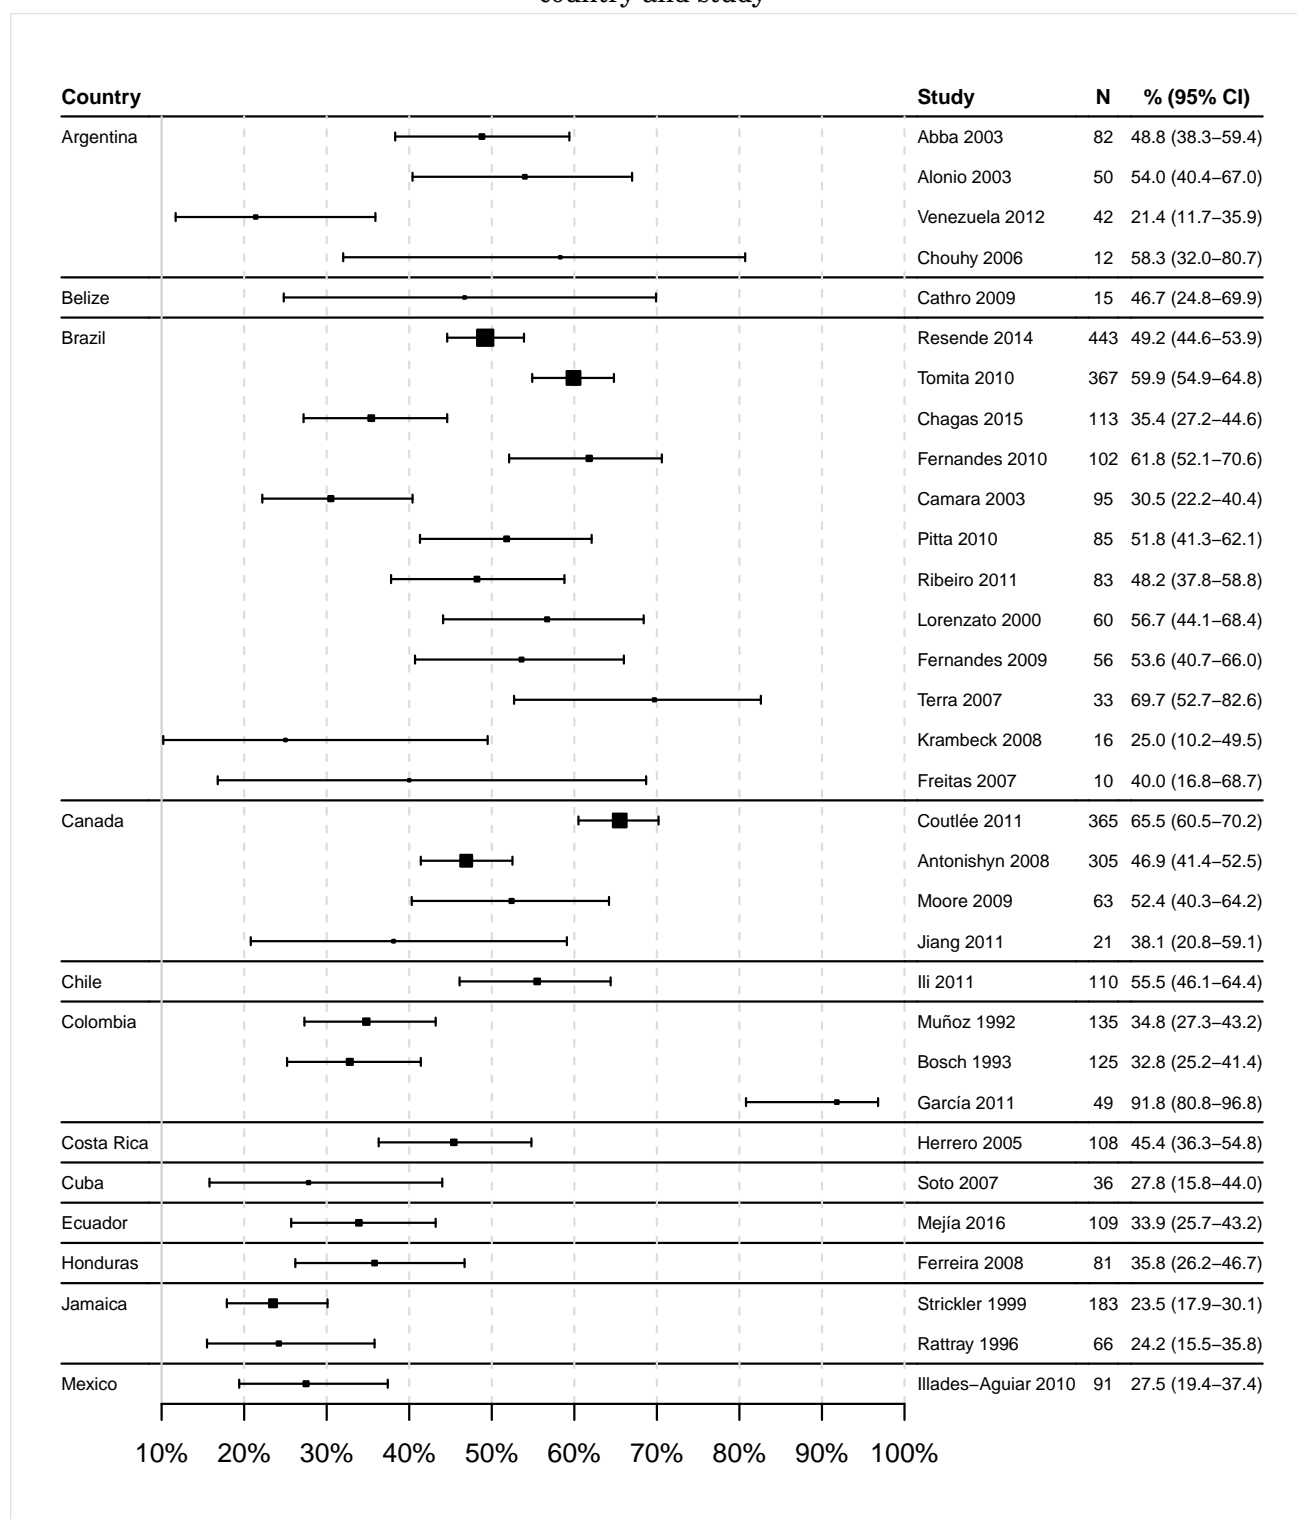 country and study
Country Study N % (95% CI)
Argentina Abba 2003 82 48.8 (38.3–59.4)
Alonio 2003 50 54.0 (40.4–67.0)
Venezuela 2012 42 21.4 (11.7–35.9)
Chouhy 2006 12 58.3 (32.0–80.7)
Belize Cathro 2009 15 46.7 (24.8–69.9)
Brazil Resende 2014 443 49.2 (44.6–53.9)
Tomita 2010 367 59.9 (54.9–64.8)
Chagas 2015 113 35.4 (27.2–44.6)
Fernandes 2010 102 61.8 (52.1–70.6)
Camara 2003 95 30.5 (22.2–40.4)
Pitta 2010 85 51.8 (41.3–62.1)
Ribeiro 2011 83 48.2 (37.8–58.8)
Lorenzato 2000 60 56.7 (44.1–68.4)
Fernandes 2009 56 53.6 (40.7–66.0)
Terra 2007 33 69.7 (52.7–82.6)
Krambeck 2008 16 25.0 (10.2–49.5)
Freitas 2007 10 40.0 (16.8–68.7)
Canada Coutlée 2011 365 65.5 (60.5–70.2)
Antonishyn 2008 305 46.9 (41.4–52.5)
Moore 2009 63 52.4 (40.3–64.2)
Jiang 2011 21 38.1 (20.8–59.1)
Chile Ili 2011 110 55.5 (46.1–64.4)
Colombia Muñoz 1992 135 34.8 (27.3–43.2)
Bosch 1993 125 32.8 (25.2–41.4)
García 2011 49 91.8 (80.8–96.8)
Costa Rica Herrero 2005 108 45.4 (36.3–54.8)
Cuba Soto 2007 36 27.8 (15.8–44.0)
Ecuador Mejía 2016 109 33.9 (25.7–43.2)
Honduras Ferreira 2008 81 35.8 (26.2–46.7)
Jamaica Strickler 1999 183 23.5 (17.9–30.1)
Rattray 1996 66 24.2 (15.5–35.8)
Mexico Illades–Aguiar 2010 91 27.5 (19.4–37.4)
10% 20% 30% 40% 50% 60% 70% 80% 90% 100%